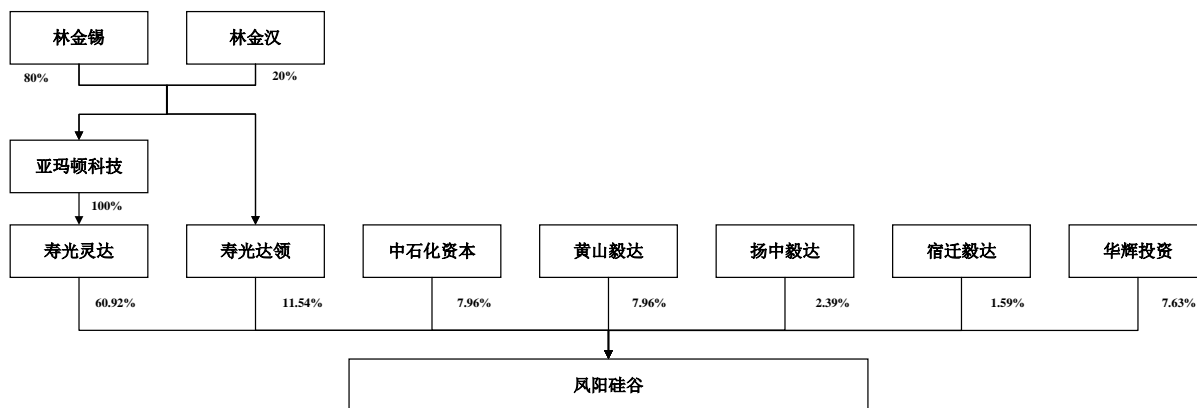 林金锡
林金汉
80%
20%
亚玛顿科技
100%
寿光灵达
寿光达领
中石化资本
黄山毅达
扬中毅达
宿迁毅达
华辉投资
60.92%
11.54%
7.96%
7.96%
2.39%
1.59%
7.63%
凤阳硅谷